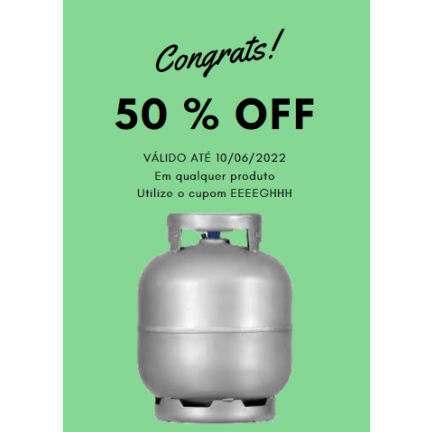 Congrats!
50 % OFF
VÁLIDO ATÉ 10/06/2022
Em qualquer produto
Utilize o cupom EEEEGHHH